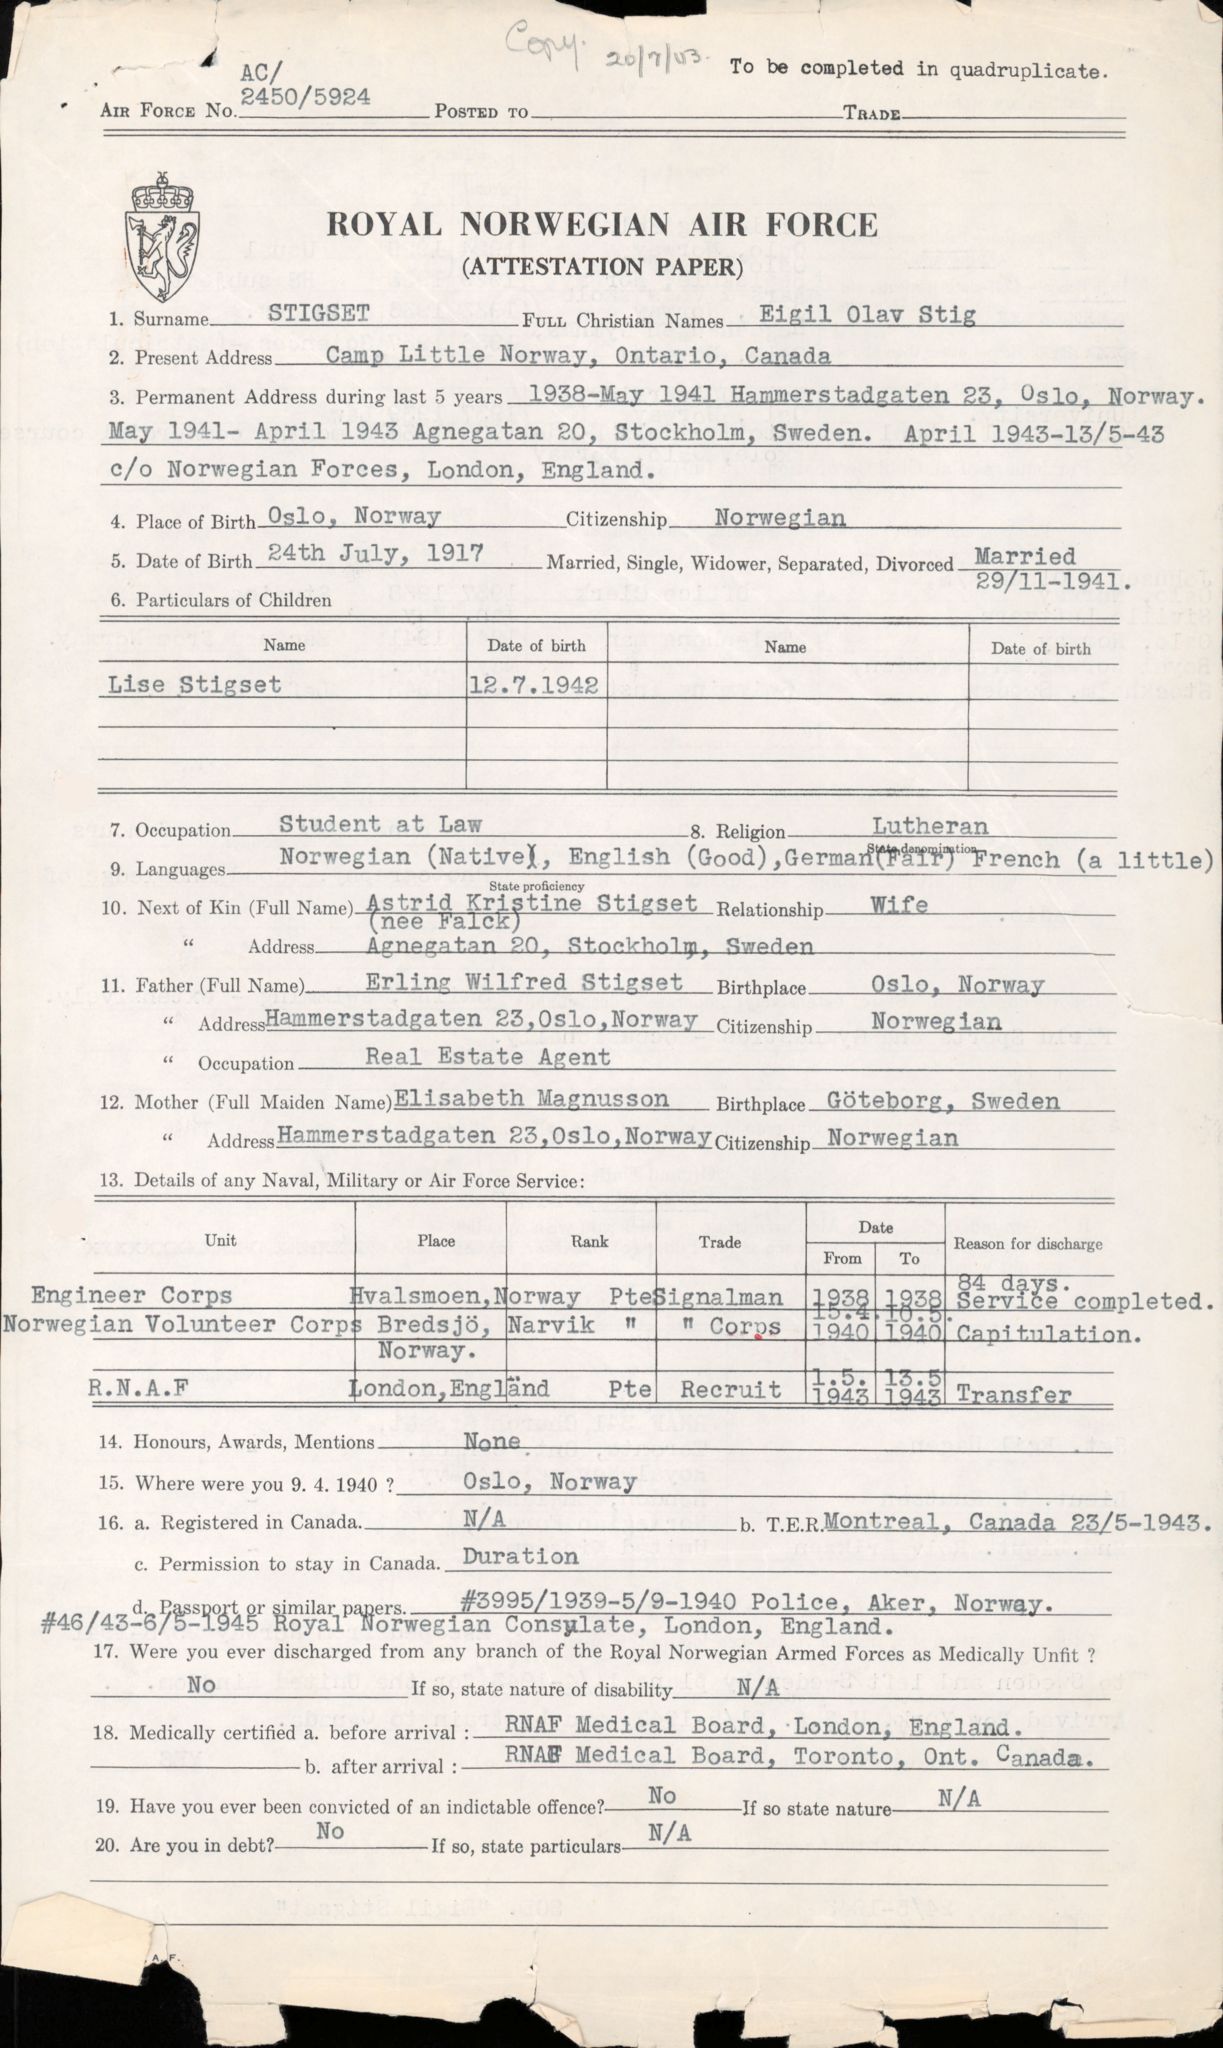 Copy. 20/7/43.
To be completed in quadruplicate.
AC/
AIR FORCE NO. 2450/5924 POSTED TO TRADE
ROYAL NORWEGIAN AIR FORCE
(ATTESTATION PAPER)
1. Surname STIGSET FULL Christian Names Eigil Olav Stig
2. Present Address Camp Little Norway, Ontario, Canada
3. Permanent Address during last 5 years 1938-May 1941 Hammerstadgaten 23, Oslo, Norway.
May 1941- April 1943 Agnegatan 20, Stockholm, Sweden. April 1943-13/5-43
c/o Norwegian Forces, London, England.
4. Place of Birth Oslo, Norway Citizenship Norwegian
5. Date of Birth 24th July, 1917 Married, Single, Widower, Separated, Divorced Married
29/11-1941.
6. Particulars of Children
Name Date of birth Name Date of birth
Lise Stigset 12.7.1942
7. Occupation Student at Law 8. Religion Lutheran
State denomination
9. Languages Norwegian (Native), English (Good), German (Fair) French (a little)
State proficiency
10. Next of Kin (Full Name) Astrid Kristine Stigset Relationship Wife
(nee Falck)
" Address Agnegatan 20, Stockholm, Sweden
11. Father (Full Name) Erling Wilfred Stigset Birthplace Oslo, Norway
" Address Hammerstadgaten 23,Oslo,Norway Citizenship Norwegian
" Occupation Real Estate Agent
12. Mother (Full Maiden Name) Elisabeth Magnusson Birthplace Göteborg, Sweden
" Address Hammerstadgaten 23,Oslo,Norway Citizenship Norwegian
13. Details of any Naval, Military or Air Force Service:
Unit Place Rank Trade Date Reason for discharge
From To
84 days.
Engineer Corps Hvalsmoen, Norway Pte Signalman 1938 1938 Service completed.
15.4. 10.5.
Norwegian Volunteer Corps Bredsjö, Narvik " " Corps 1940 1940 Capitulation.
Norway.
1.5. 13.5
R.N.A.F London, England Pte Recruit 1943 1943 Transfer
14. Honours, Awards, Mentions None
15. Where were you 9. 4. 1940 ? Oslo, Norway
16. a. Registered in Canada. N/A b. T.E.R. Montreal, Canada 23/5-1943.
c. Permission to stay in Canada. Duration
d. Passport or similar papers. #3995/1939-5/9-1940 Police, Aker, Norway.
#46/43-6/5-1945 Royal Norwegian Consulate, London, England.
17. Were you ever discharged from any branch of the Royal Norwegian Armed Forces as Medically Unfit ?
No If so, state nature of disability N/A
18. Medically certified a. before arrival : RNAF Medical Board, London, England.
b. after arrival : RNAF Medical Board, Toronto, Ont. Canada.
19. Have you ever been convicted of an indictable offence? No If so state nature N/A
20. Are you in debt? No If so, state particulars N/A
A. F.